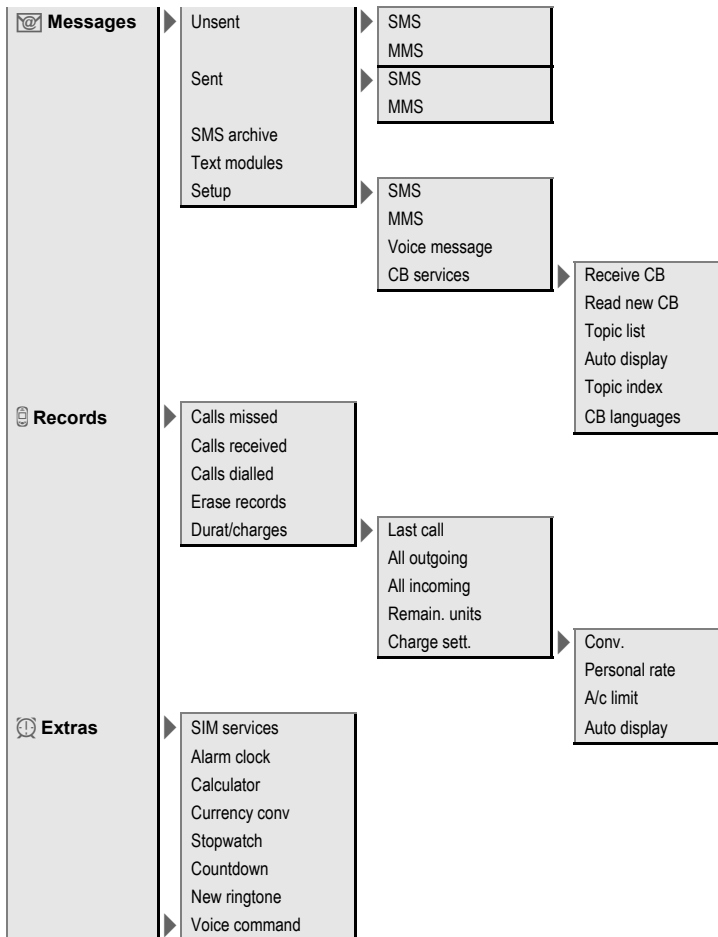 Messages
Unsent
SMS
MMS
Sent
SMS
MMS
SMS archive
Text modules
Setup
SMS
MMS
Voice message
CB services
Receive CB
Read new CB
Topic list
Auto display
Topic index
CB languages
Records
Calls missed
Calls received
Calls dialled
Erase records
Durat/charges
Last call
All outgoing
All incoming
Remain. units
Charge sett.
Conv.
Personal rate
A/c limit
Auto display
Extras
SIM services
Alarm clock
Calculator
Currency conv
Stopwatch
Countdown
New ringtone
Voice command